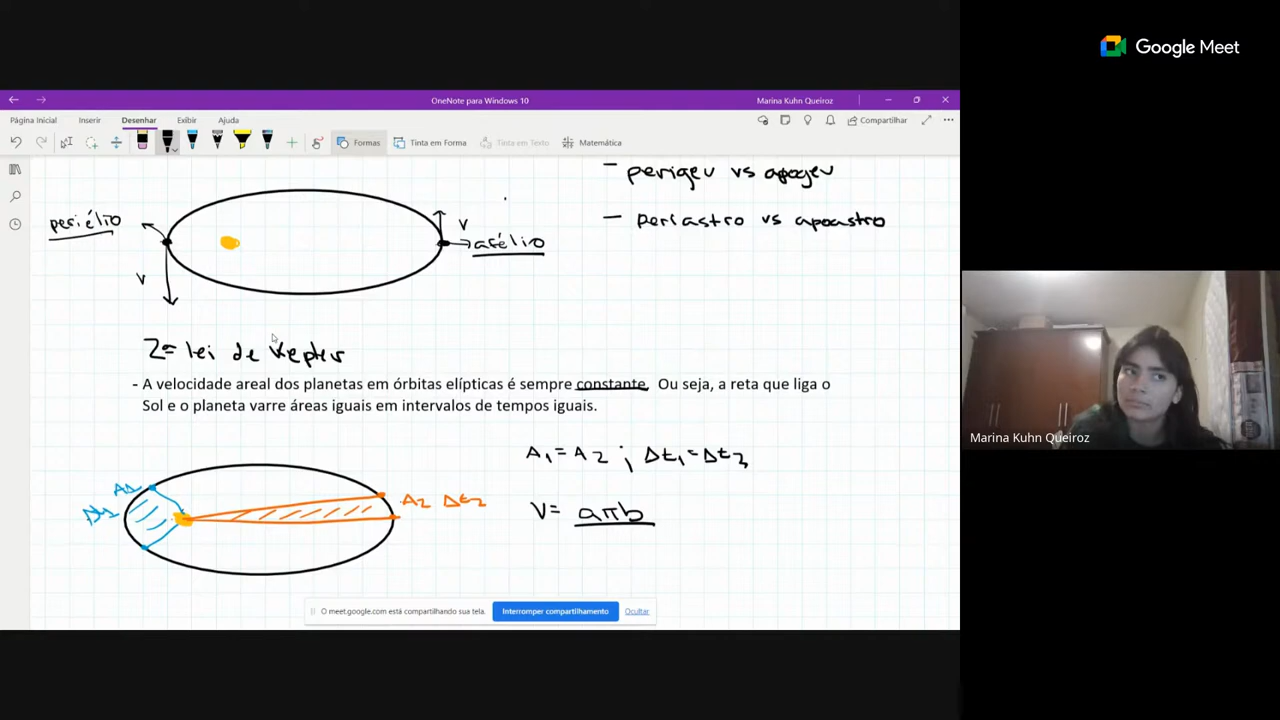 Google Meet
OneNote para Windows 10
Marina Kuhn Queiroz
Página Inicial
Inserir
Desenhar
Exibir
Ajuda
Compartilhar
Formas
Tinta em Forma
Tinta em Texto
Matemática
- perigeu vs apogeu
- periastro vs apoastro
periélio
V
V
afélio
2ª lei de Kepler
- A velocidade areal dos planetas em órbitas elípticas é sempre constante. Ou seja, a reta que liga o
Sol e o planeta varre áreas iguais em intervalos de tempos iguais.
A1
Δt1
A2 Δt2
A1 = A2 ; Δt1 = Δt2
V = aπb
O meet.google.com está compartilhando sua tela.
Interromper compartilhamento
Ocultar
Marina Kuhn Queiroz